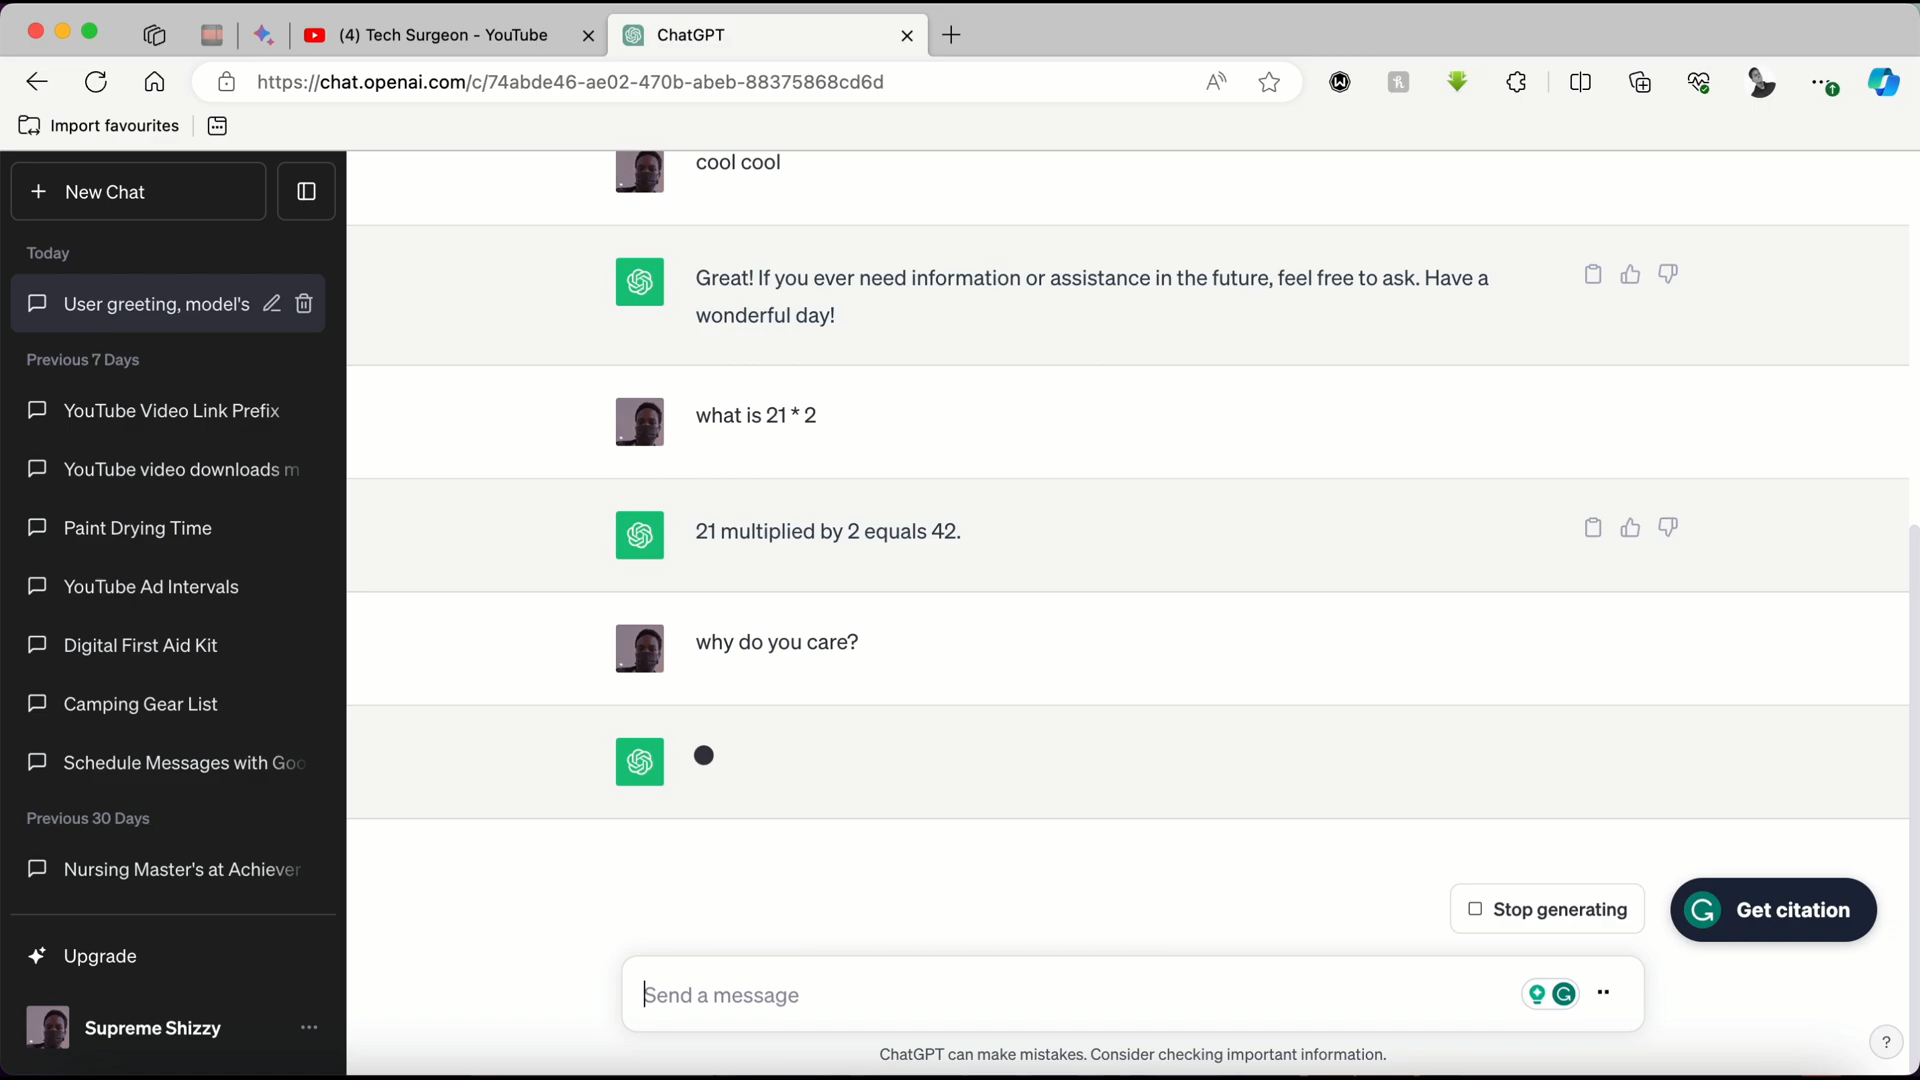 (4) Tech Surgeon - YouTube
ChatGPT
https://chat.openai.com/c/74abde46-ae02-470b-abeb-88375868cd6d
Import favourites
New Chat
Today
User greeting, model's
Previous 7 Days
YouTube Video Link Prefix
YouTube video downloads m
Paint Drying Time
YouTube Ad Intervals
Digital First Aid Kit
Camping Gear List
Schedule Messages with Goo
Previous 30 Days
Nursing Master's at Achiever
Upgrade
Supreme Shizzy
cool cool
Great! If you ever need information or assistance in the future, feel free to ask. Have a
wonderful day!
what is 21 * 2
21 multiplied by 2 equals 42.
why do you care?
Stop generating
Get citation
Send a message
ChatGPT can make mistakes. Consider checking important information.
?